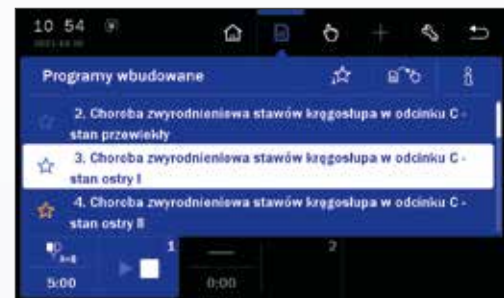 10 54
Programy wbudowane
2. Choroba zwyrodnieniowa stawów kręgosłupa w odcinku C -
stan przewlekły
3. Choroba zwyrodnieniowa stawów kręgosłupa w odcinku C -
stan ostry I
4. Choroba zwyrodnieniowa stawów kręgosłupa w odcinku C -
stan ostry II
1
2
5:00
0:00